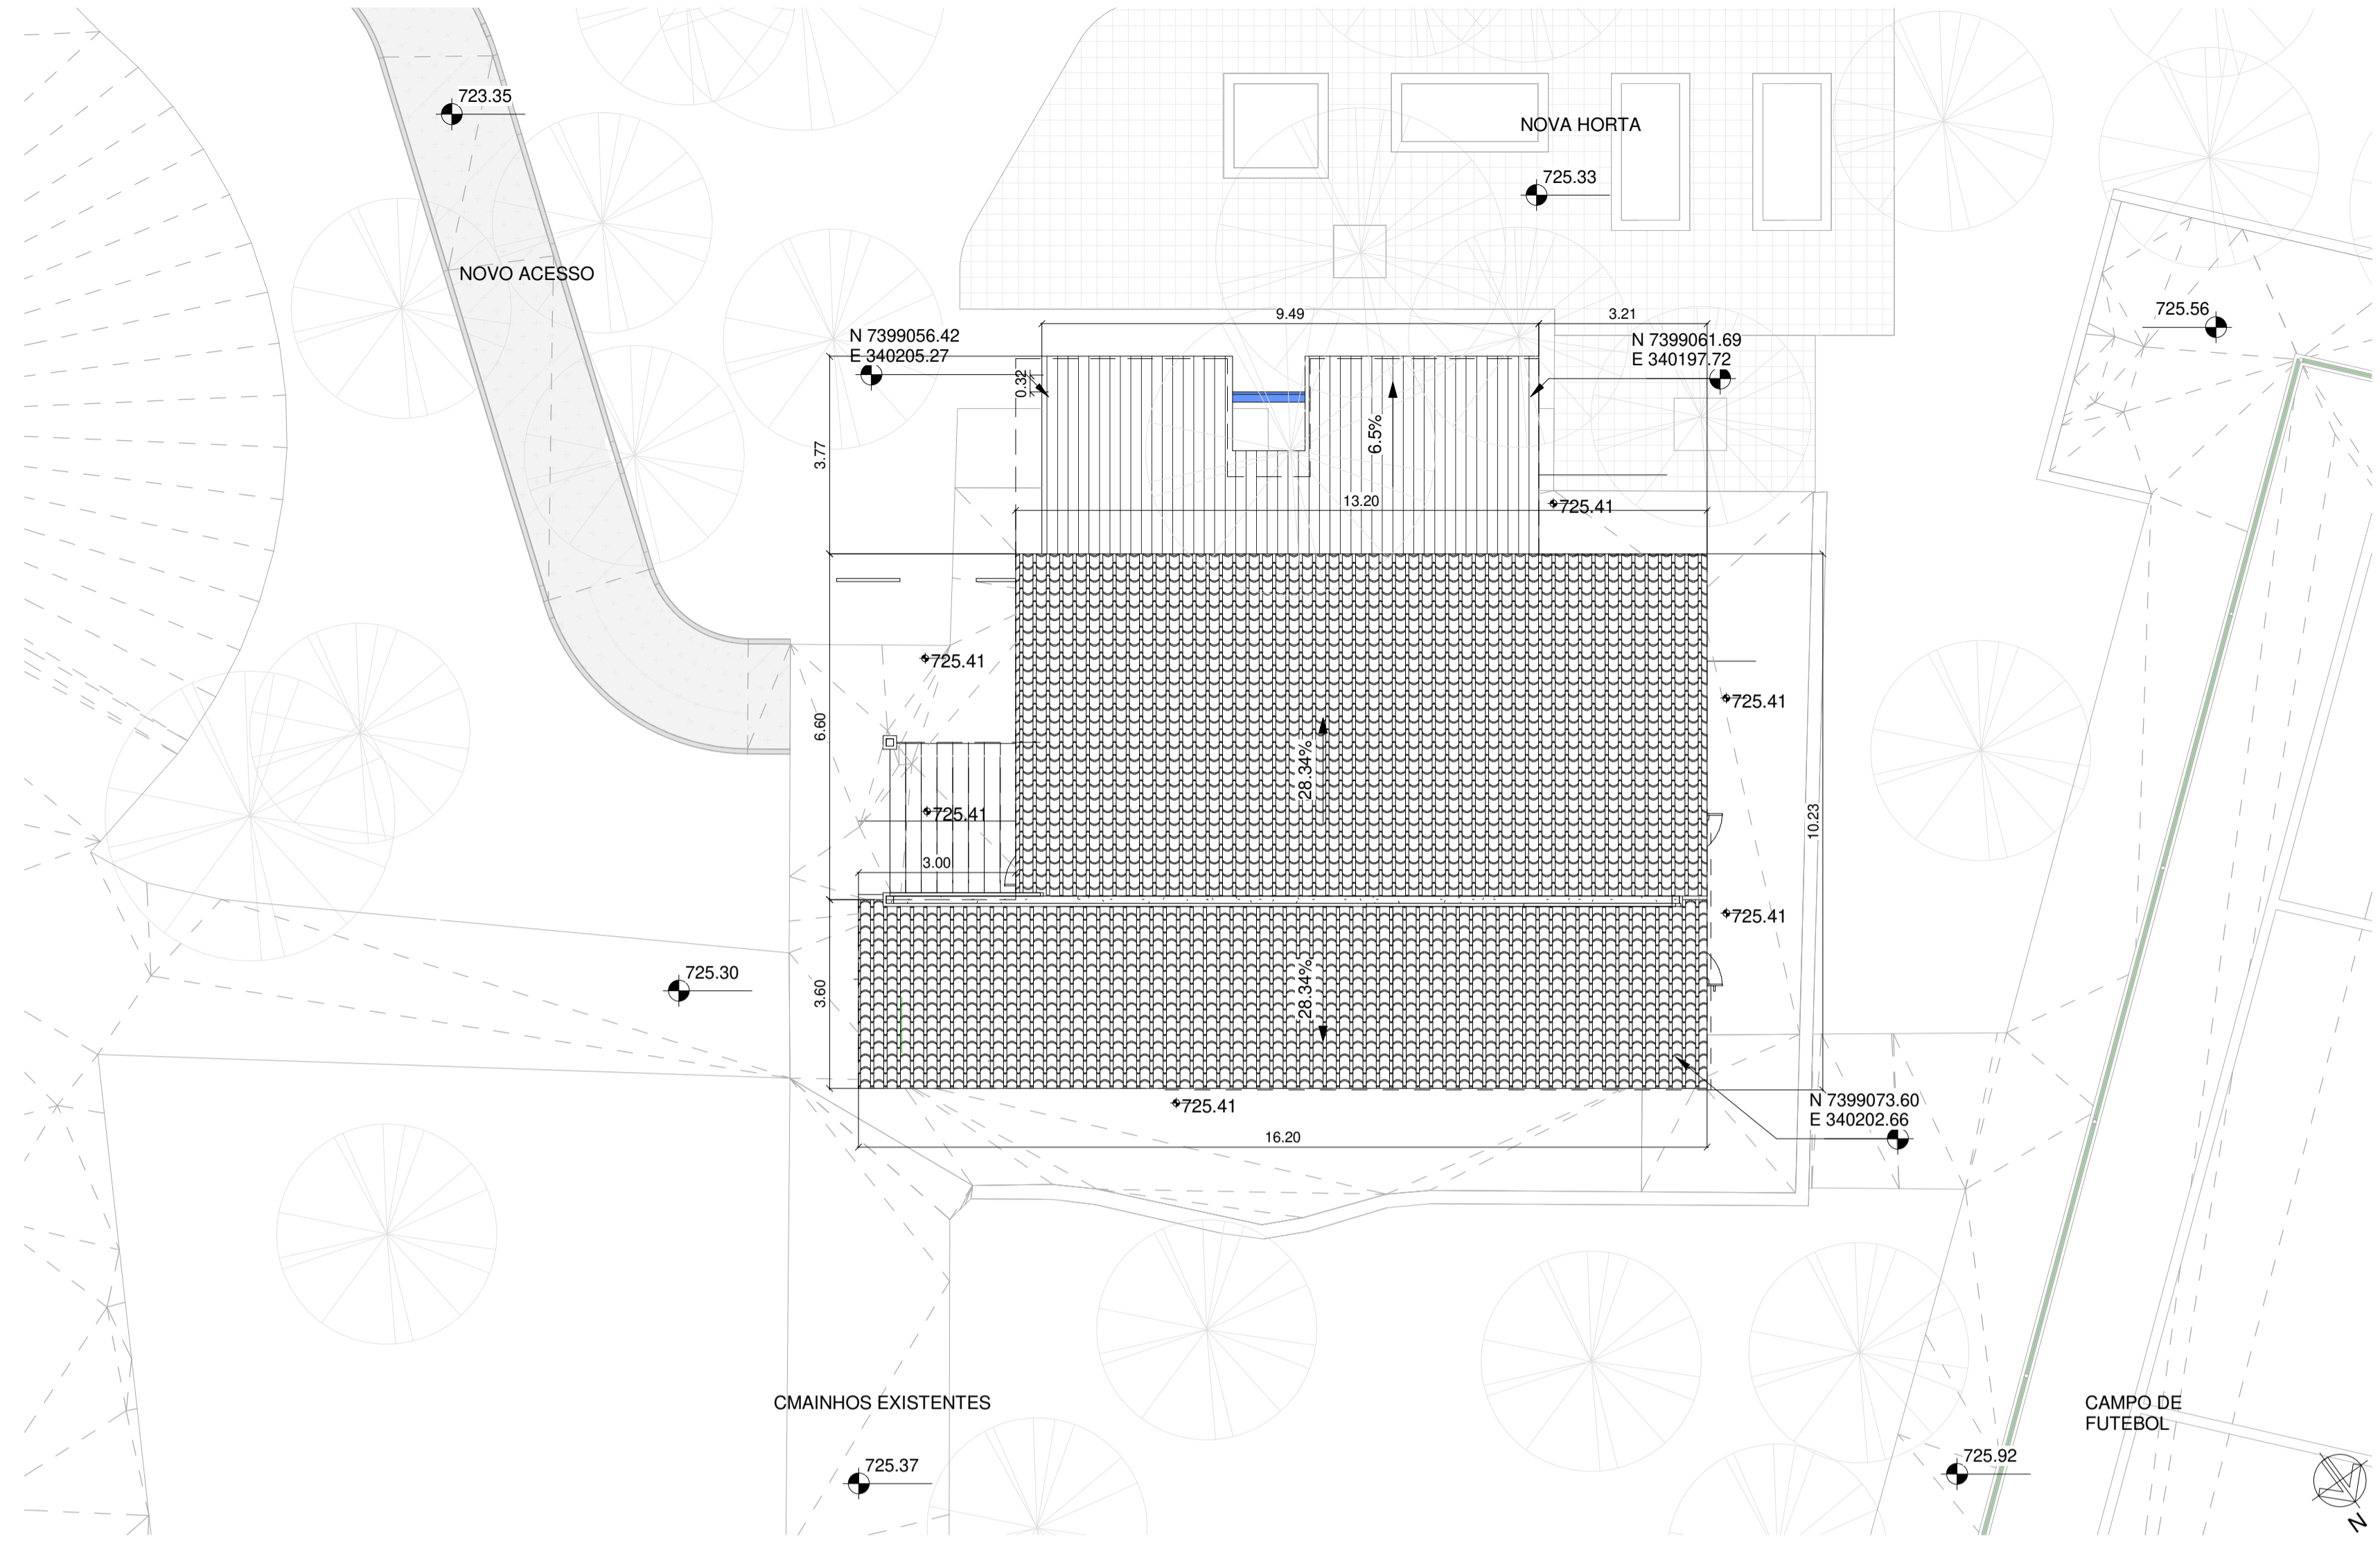 723.35
NOVA HORTA
725.33
NOVO ACESSO
725.56
9.49
3.21
N 7399056.42
E 340205.27
N 7399061.69
E 340197.72
0.32
6.5%
3.77
13.20
725.41
725.41
725.41
6.60
28.34%
725.41
10.23
3.00
725.41
725.30
3.60
28.34%
725.41
N 7399073.60
E 340202.66
16.20
CMAINHOS EXISTENTES
CAMPO DE
FUTEBOL
725.37
725.92
N